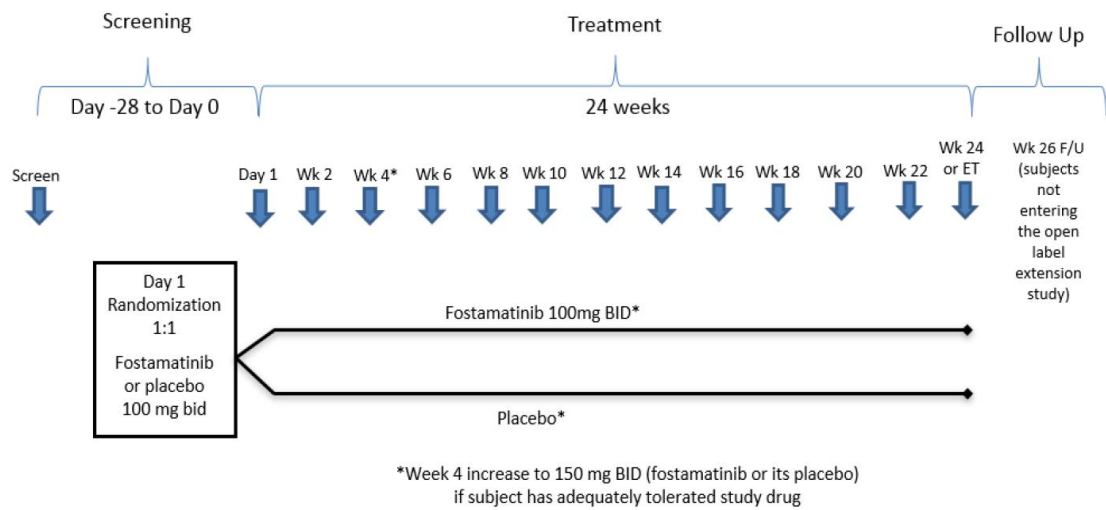 Screening
Treatment
Follow Up
Day -28 to Day 0
24 weeks
Screen
Day 1
Wk 2
Wk 4*
Wk 6
Wk 8
Wk 10
Wk 12
Wk 14
Wk 16
Wk 18
Wk 20
Wk 22
Wk 24
or ET
Wk 26 F/U
(subjects
not
entering
the open
label
extension
study)
Day 1
Randomization
1:1
Fostamatinib
or placebo
100 mg bid
Fostamatinib 100mg BID*
Placebo*
*Week 4 increase to 150 mg BID (fostamatinib or its placebo)
if subject has adequately tolerated study drug